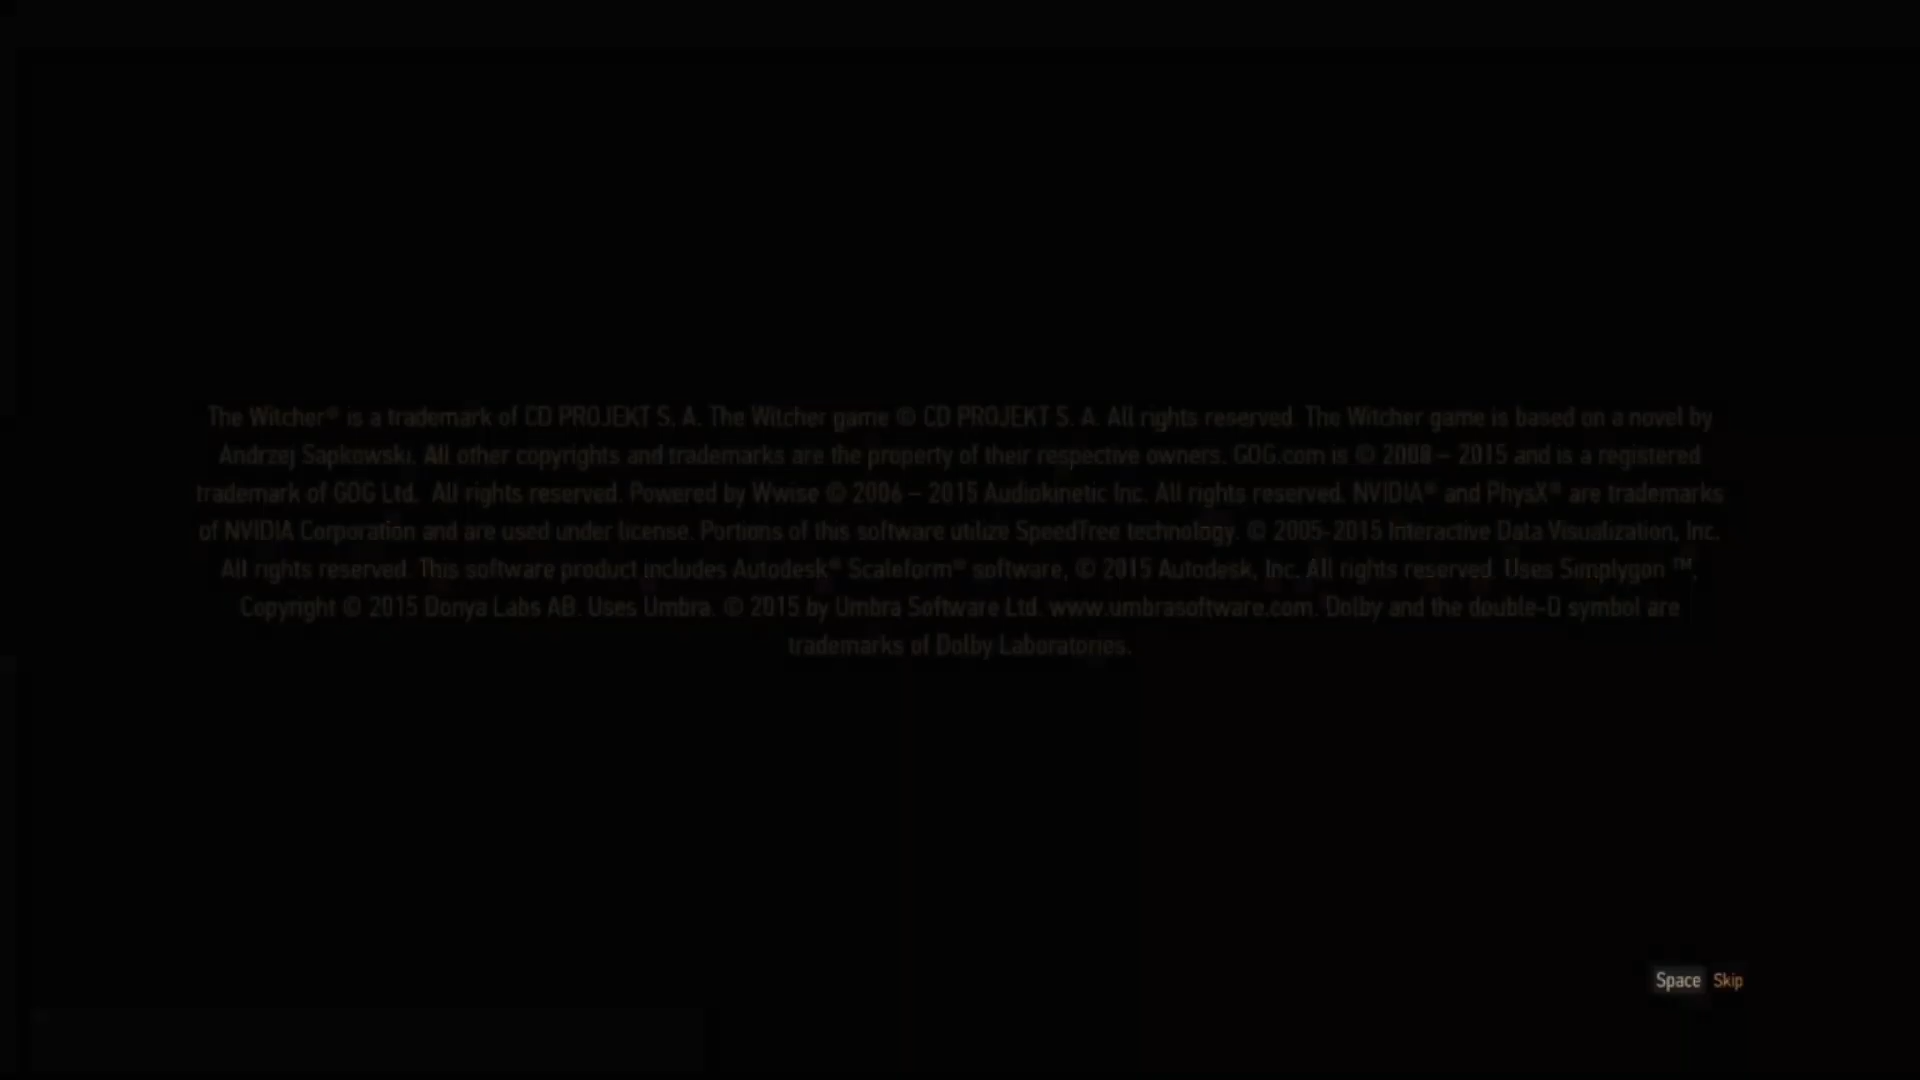 The Witcher® is a trademark of CD PROJEKT S. A. The Witcher game © CD PROJEKT S. A. All rights reserved. The Witcher game is based on a novel by
Andrzej Sapkowski. All other copyrights and trademarks are the property of their respective owners. GOG.com is © 2008 – 2015 and is a registered
trademark of GOG Ltd. All rights reserved. Powered by Wwise © 2006 – 2015 Audiokinetic Inc. All rights reserved. NVIDIA® and PhysX® are trademarks
of NVIDIA Corporation and are used under license. Portions of this software utilize SpeedTree technology. © 2005-2015 Interactive Data Visualization, Inc.
All rights reserved. This software product includes Autodesk® Scaleform® software, © 2015 Autodesk, Inc. All rights reserved. Uses Simplygon ™,
Copyright © 2015 Donya Labs AB. Uses Umbra. © 2015 by Umbra Software Ltd. www.umbrasoftware.com. Dolby and the double-D symbol are
trademarks of Dolby Laboratories.
Space Skip